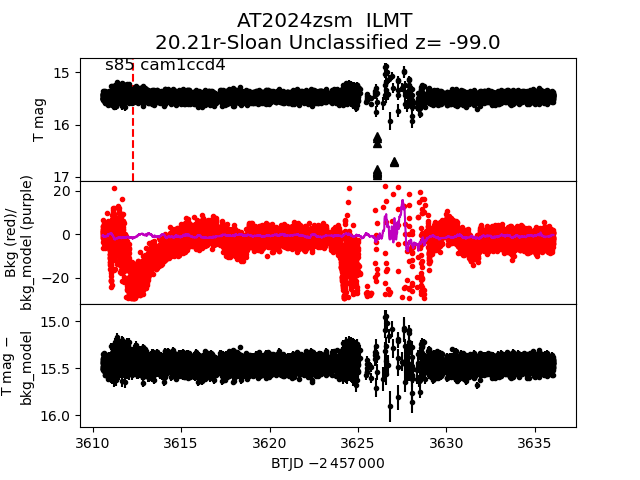 AT2024zsm  ILMT
20.21r-Sloan Unclassified z= -99.0
s85 cam1ccd4
T mag
15
16
17
Bkg (red)/
bkg_model (purple)
20
0
−20
T mag −
bkg_model
15.0
15.5
16.0
3610
3615
3620
3625
3630
3635
BTJD −2 457 000